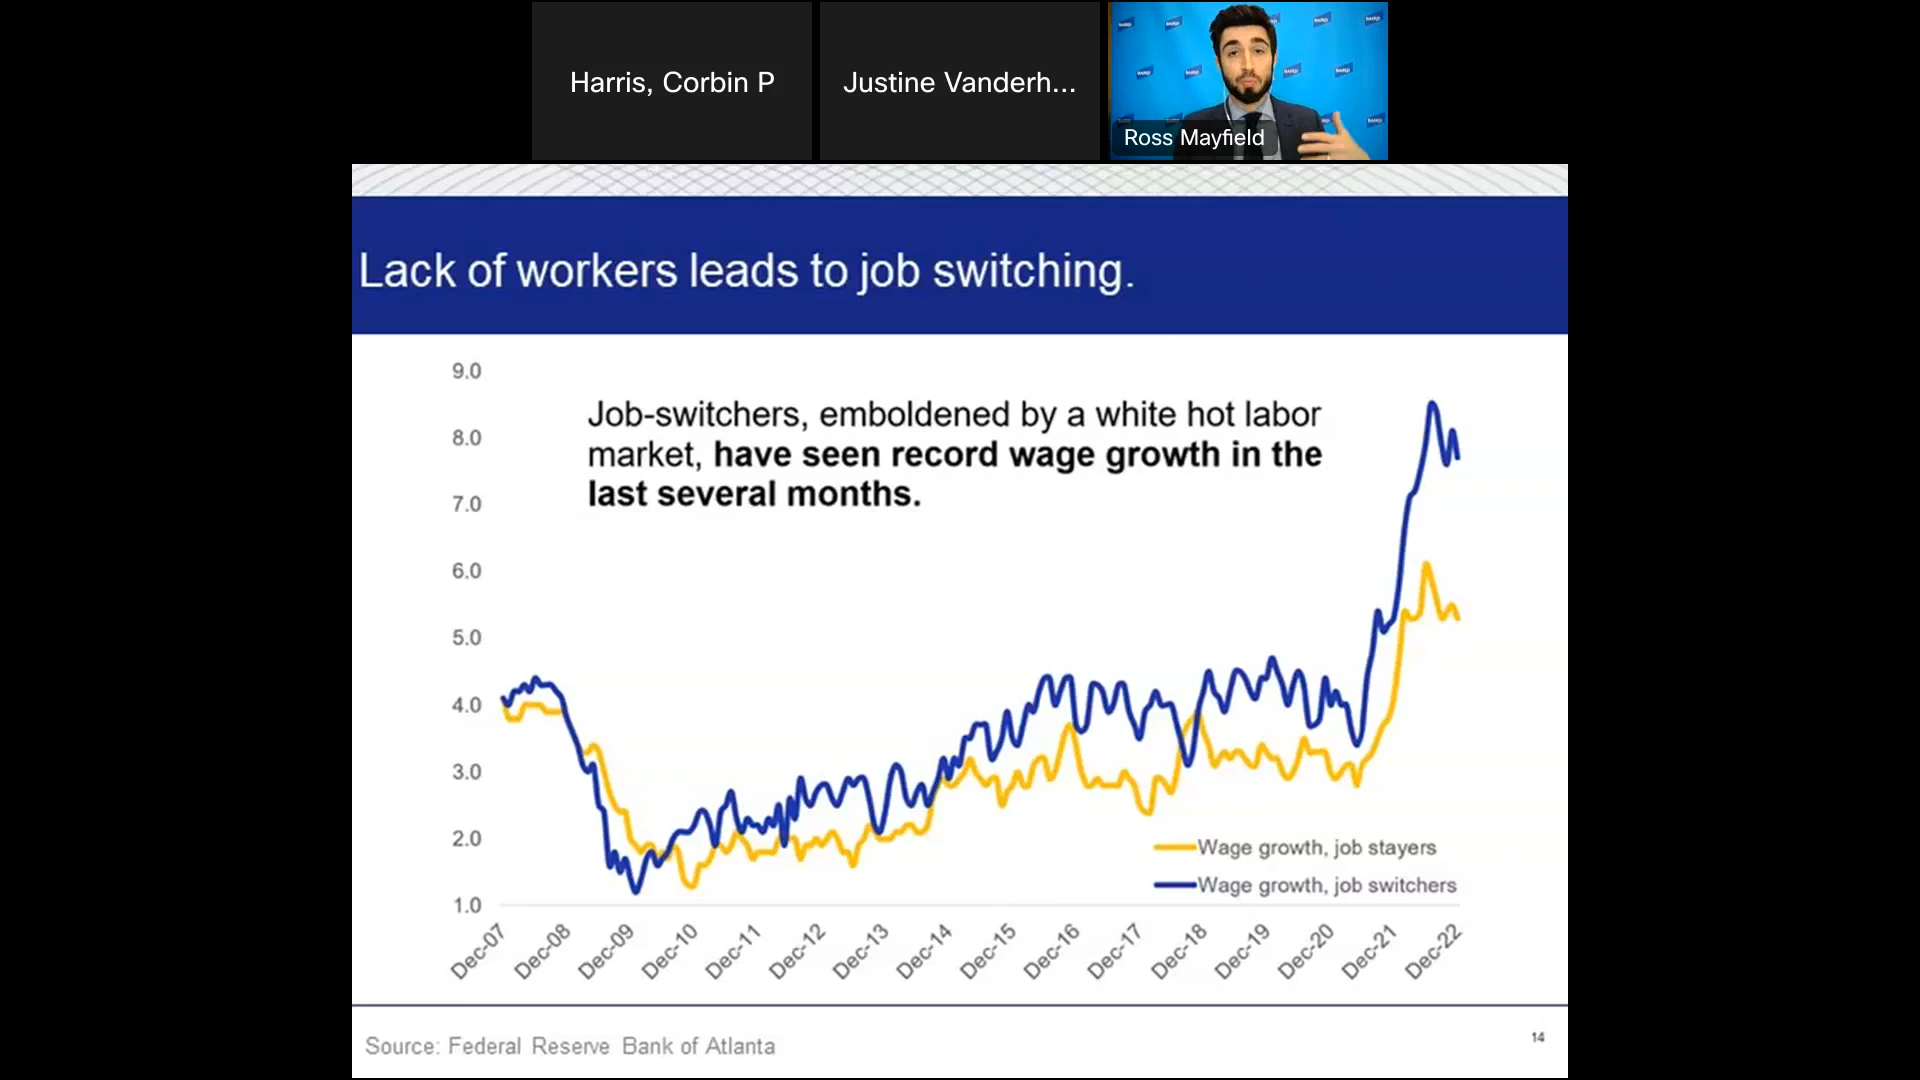 Harris, Corbin P
Justine Vanderh...
Ross Mayfield
BAIRD
Lack of workers leads to job switching.
9.0
8.0
7.0
6.0
5.0
4.0
3.0
2.0
1.0
Job-switchers, emboldened by a white hot labor
market, have seen record wage growth in the
last several months.
Wage growth, job stayers
Wage growth, job switchers
Dec-07
Dec-08
Dec-09
Dec-10
Dec-11
Dec-12
Dec-13
Dec-14
Dec-15
Dec-16
Dec-17
Dec-18
Dec-19
Dec-20
Dec-21
Dec-22
Source: Federal Reserve Bank of Atlanta
14